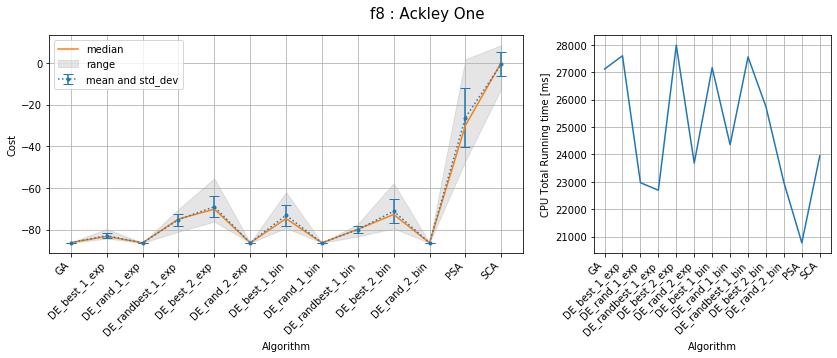 f8 : Ackley One
median
range
mean and std_dev
Cost
0
−20
−40
−60
−80
GA
DE_best_1_exp
DE_rand_1_exp
DE_randbest_1_exp
DE_best_2_exp
DE_rand_2_exp
DE_best_1_bin
DE_rand_1_bin
DE_randbest_1_bin
DE_best_2_bin
DE_rand_2_bin
PSA
SCA
Algorithm
CPU Total Running time [ms]
28000
27000
26000
25000
24000
23000
22000
21000
GA
DE_best_1_exp
DE_rand_1_exp
DE_randbest_1_exp
DE_best_2_exp
DE_rand_2_exp
DE_best_1_bin
DE_rand_1_bin
DE_randbest_1_bin
DE_best_2_bin
DE_rand_2_bin
PSA
SCA
Algorithm